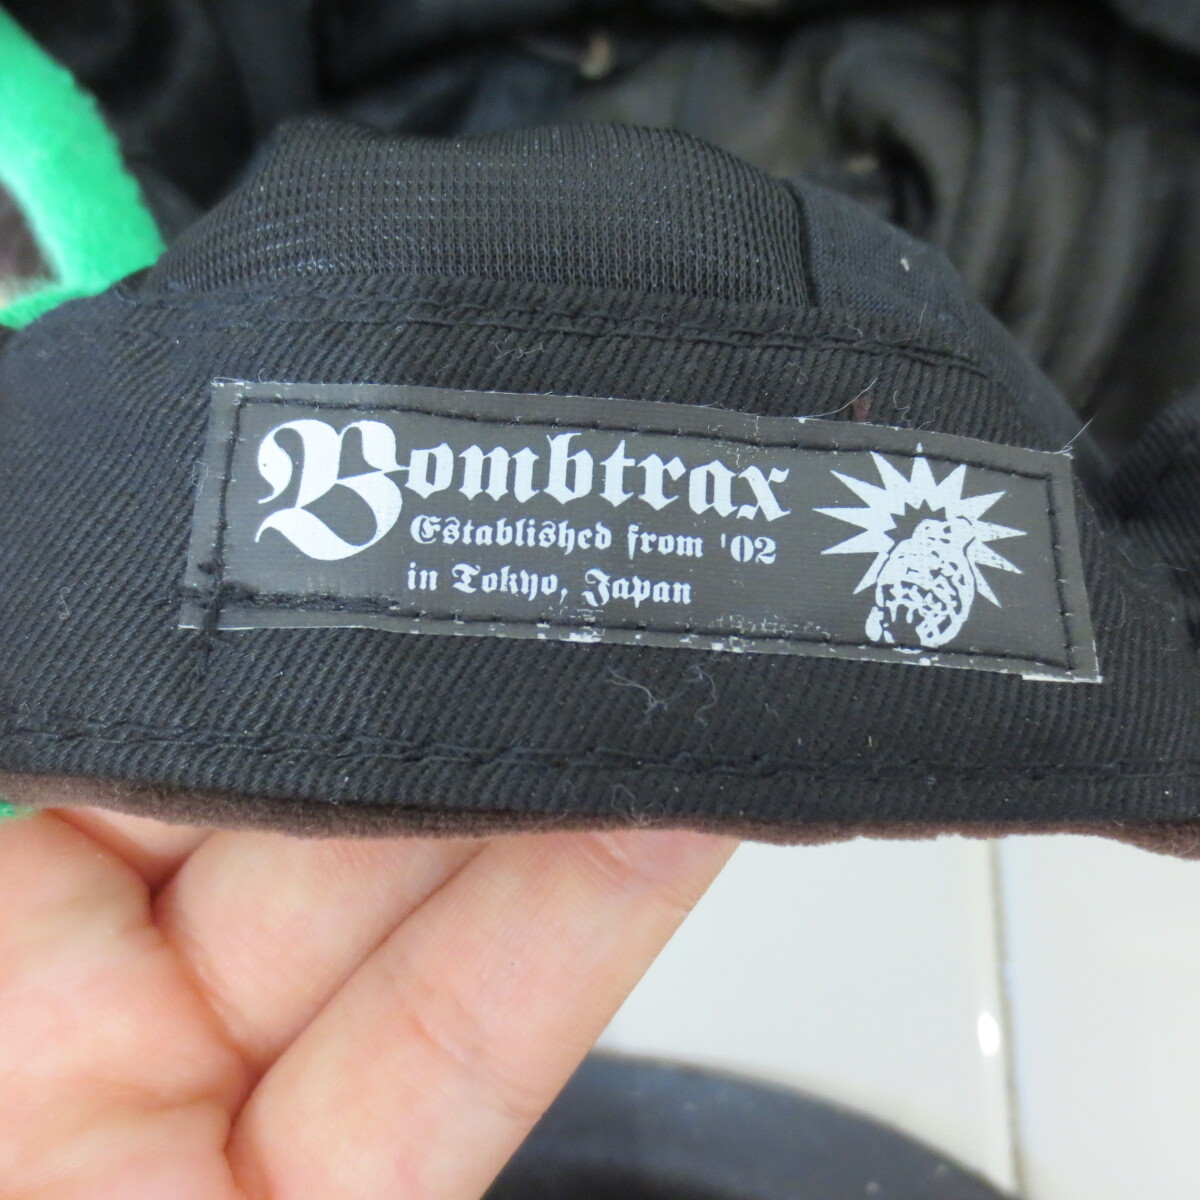 Bombtrax
Established from '02
in Tokyo, Japan